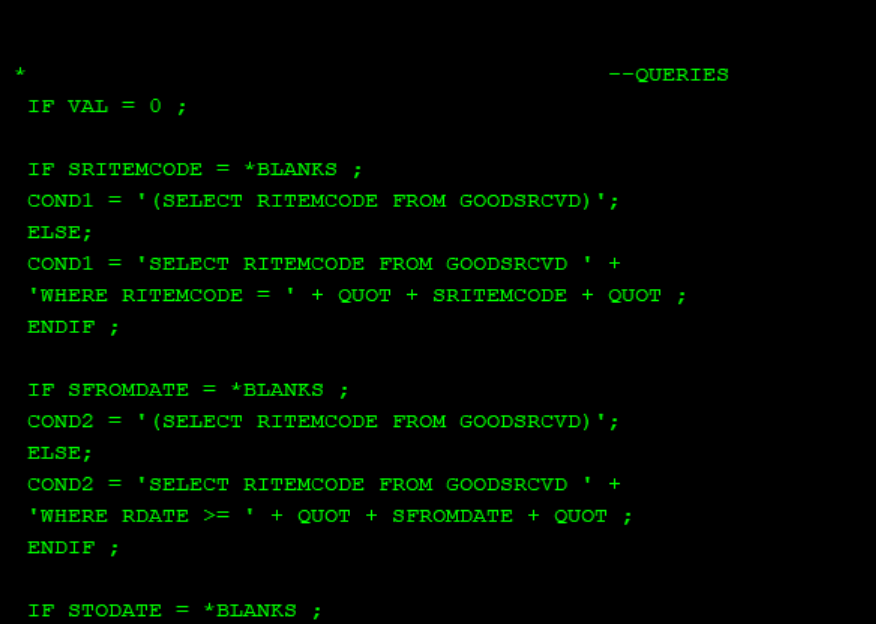 * --QUERIES
IF VAL = 0 ;
IF SRITEMCODE = *BLANKS ;
COND1 = '(SELECT RITEMCODE FROM GOODSRCVD)';
ELSE;
COND1 = 'SELECT RITEMCODE FROM GOODSRCVD ' +
'WHERE RITEMCODE = ' + QUOT + SRITEMCODE + QUOT ;
ENDIF ;
IF SFROMDATE = *BLANKS ;
COND2 = '(SELECT RITEMCODE FROM GOODSRCVD)';
ELSE;
COND2 = 'SELECT RITEMCODE FROM GOODSRCVD ' +
'WHERE RDATE >= ' + QUOT + SFROMDATE + QUOT ;
ENDIF ;
IF STODATE = *BLANKS ;